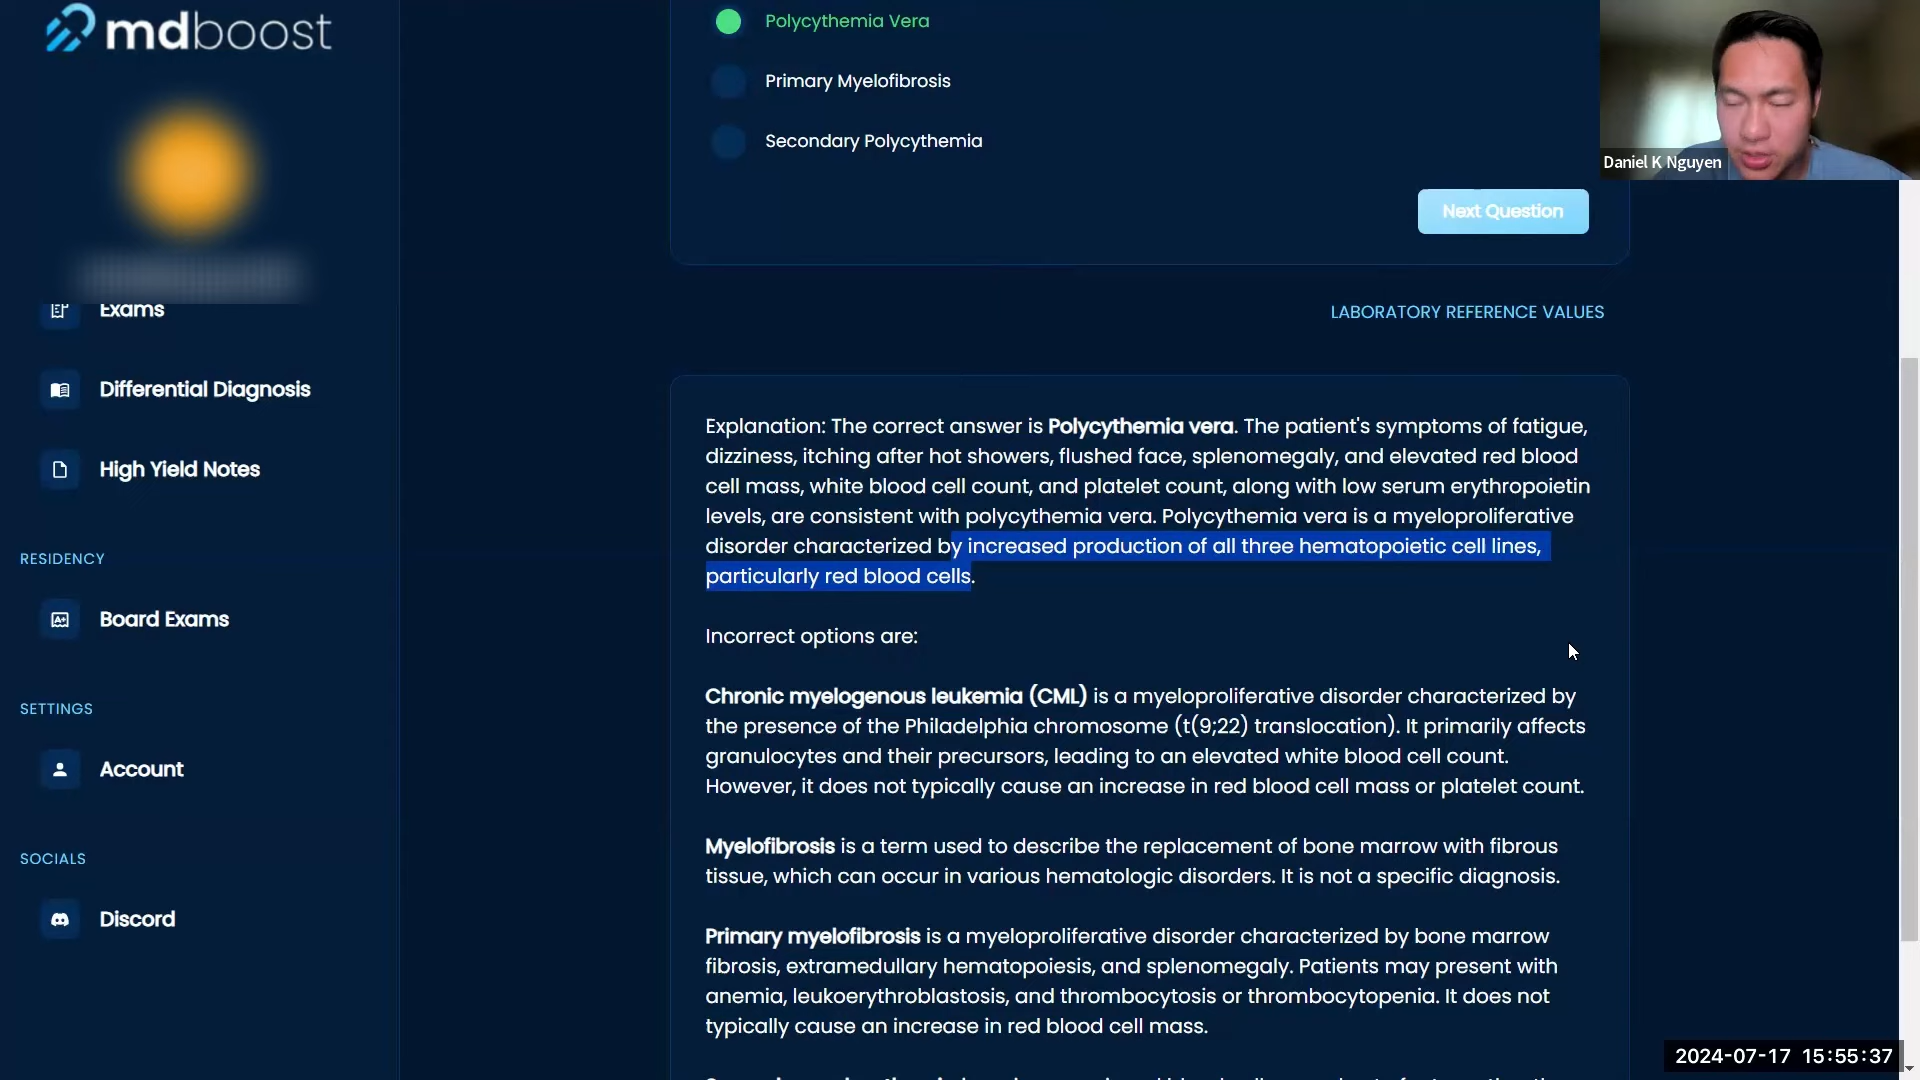 mdboost
Exams
Differential Diagnosis
High Yield Notes
RESIDENCY
Board Exams
SETTINGS
Account
SOCIALS
Discord
Polycythemia Vera
Primary Myelofibrosis
Secondary Polycythemia
Next Question
LABORATORY REFERENCE VALUES
Explanation: The correct answer is Polycythemia vera. The patient's symptoms of fatigue,
dizziness, itching after hot showers, flushed face, splenomegaly, and elevated red blood
cell mass, white blood cell count, and platelet count, along with low serum erythropoietin
levels, are consistent with polycythemia vera. Polycythemia vera is a myeloproliferative
disorder characterized by increased production of all three hematopoietic cell lines,
particularly red blood cells.
Incorrect options are:
Chronic myelogenous leukemia (CML) is a myeloproliferative disorder characterized by
the presence of the Philadelphia chromosome (t(9;22) translocation). It primarily affects
granulocytes and their precursors, leading to an elevated white blood cell count.
However, it does not typically cause an increase in red blood cell mass or platelet count.
Myelofibrosis is a term used to describe the replacement of bone marrow with fibrous
tissue, which can occur in various hematologic disorders. It is not a specific diagnosis.
Primary myelofibrosis is a myeloproliferative disorder characterized by bone marrow
fibrosis, extramedullary hematopoiesis, and splenomegaly. Patients may present with
anemia, leukoerythroblastosis, and thrombocytosis or thrombocytopenia. It does not
typically cause an increase in red blood cell mass.
Daniel K Nguyen
2024-07-17 15:55:37